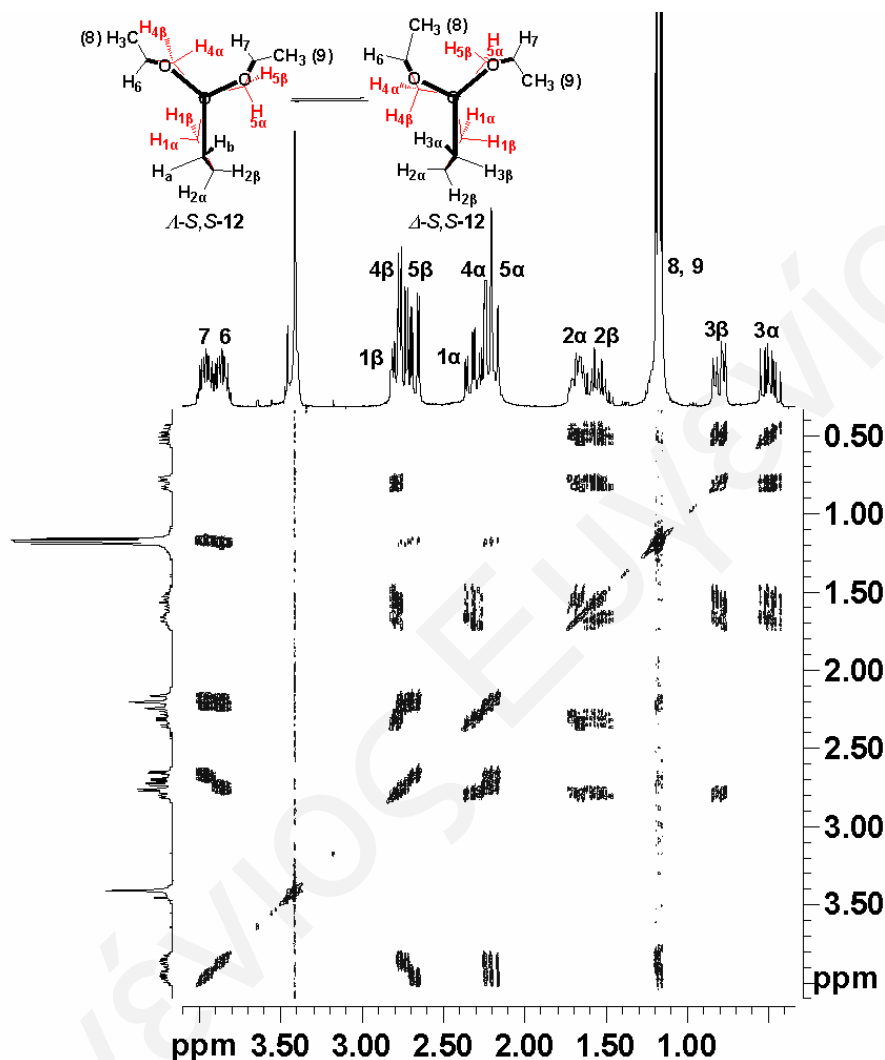 H4β
(8) H3C
H4α
H7
CH3 (9)
O
O
H6
H5β
H
5α
H1β
H1α
Hb
Ha
H2β
H2α
Λ-S,S-12
CH3 (8)
H
H5β
5α
H7
H6
O
O
H4α
CH3 (9)
H4β
H1α
H3α
H1β
H2α
H3β
H2β
Δ-S,S-12
4β 5β 4α 5α 8, 9
7 6 1β 1α 2α 2β 3β 3α
0.50
1.00
1.50
2.00
2.50
3.00
3.50
ppm
ppm 3.50 3.00 2.50 2.00 1.50 1.00
Ευγένιος Ευγενίο